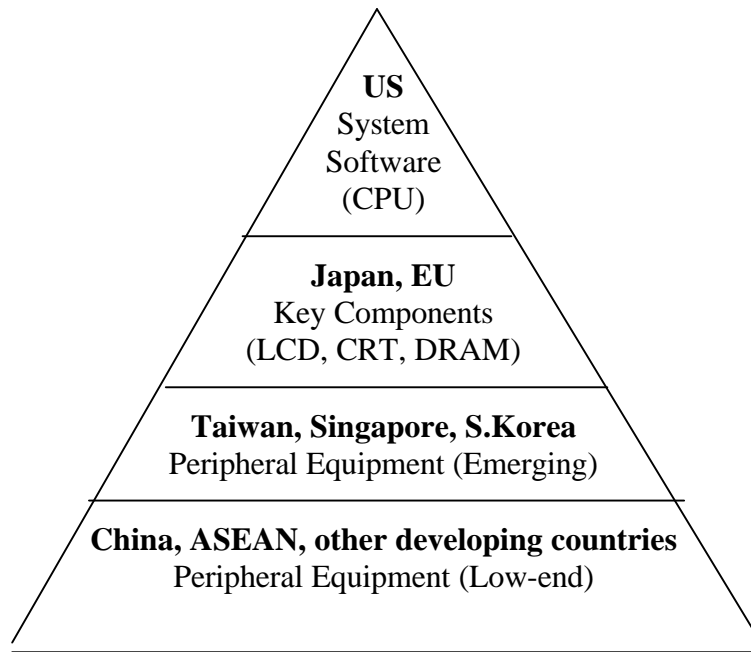 US
System
Software
(CPU)
Japan, EU
Key Components
(LCD, CRT, DRAM)
Taiwan, Singapore, S.Korea
Peripheral Equipment (Emerging)
China, ASEAN, other developing countries
Peripheral Equipment (Low-end)